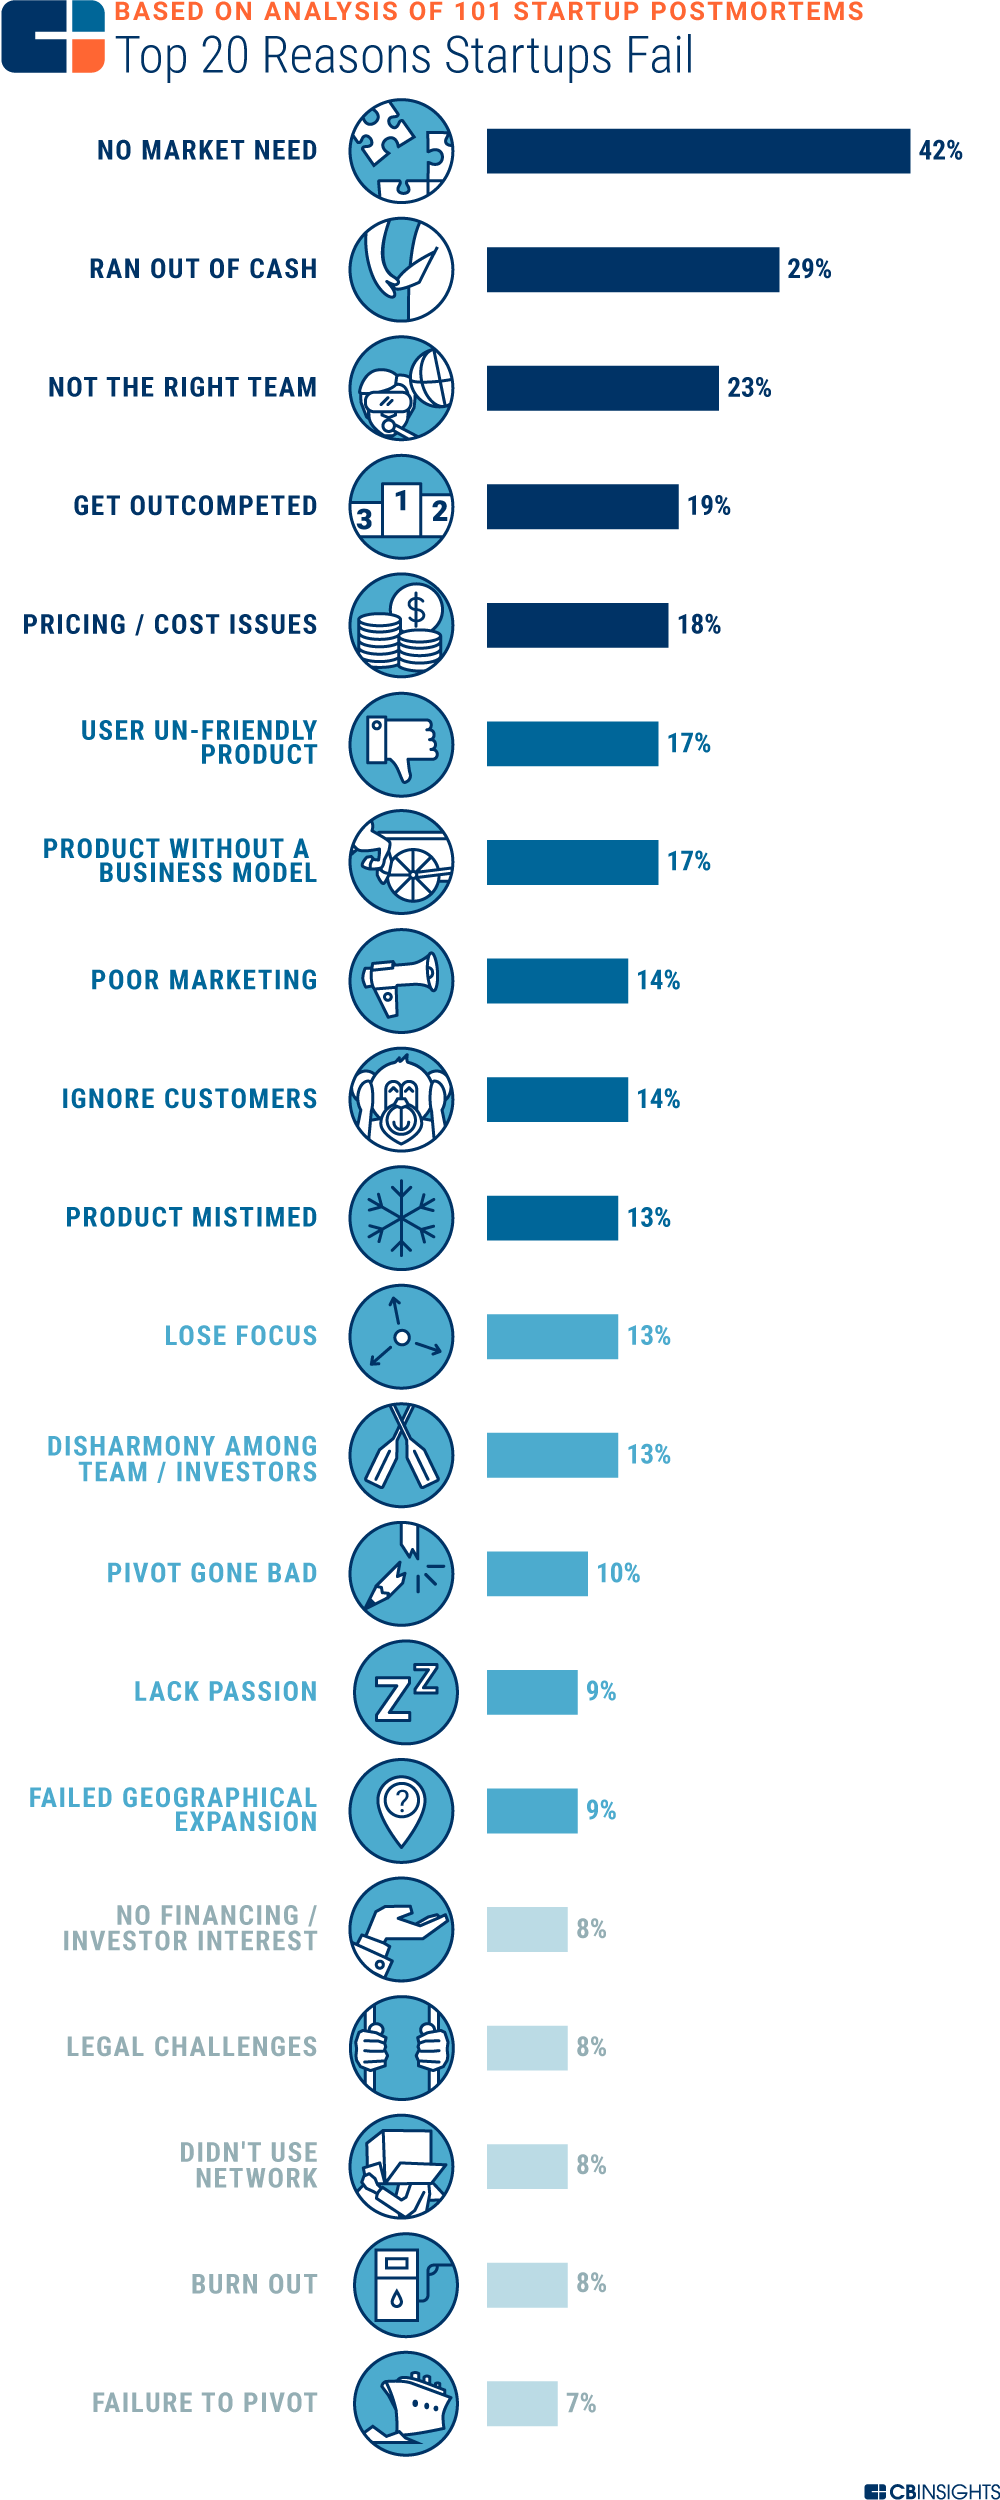 BASED ON ANALYSIS OF 101 STARTUP POSTMORTEMS
Top 20 Reasons Startups Fail
NO MARKET NEED
42%
RAN OUT OF CASH
29%
NOT THE RIGHT TEAM
23%
GET OUTCOMPETED
3
1
2
19%
PRICING / COST ISSUES
$
18%
USER UN-FRIENDLY
PRODUCT
17%
PRODUCT WITHOUT A
BUSINESS MODEL
17%
POOR MARKETING
14%
IGNORE CUSTOMERS
14%
PRODUCT MISTIMED
13%
LOSE FOCUS
13%
DISHARMONY AMONG
TEAM / INVESTORS
13%
PIVOT GONE BAD
10%
LACK PASSION
ZZ
9%
FAILED GEOGRAPHICAL
EXPANSION
?
9%
NO FINANCING /
INVESTOR INTEREST
8%
LEGAL CHALLENGES
8%
DIDN'T USE
NETWORK
8%
BURN OUT
8%
FAILURE TO PIVOT
7%
CBINSIGHTS